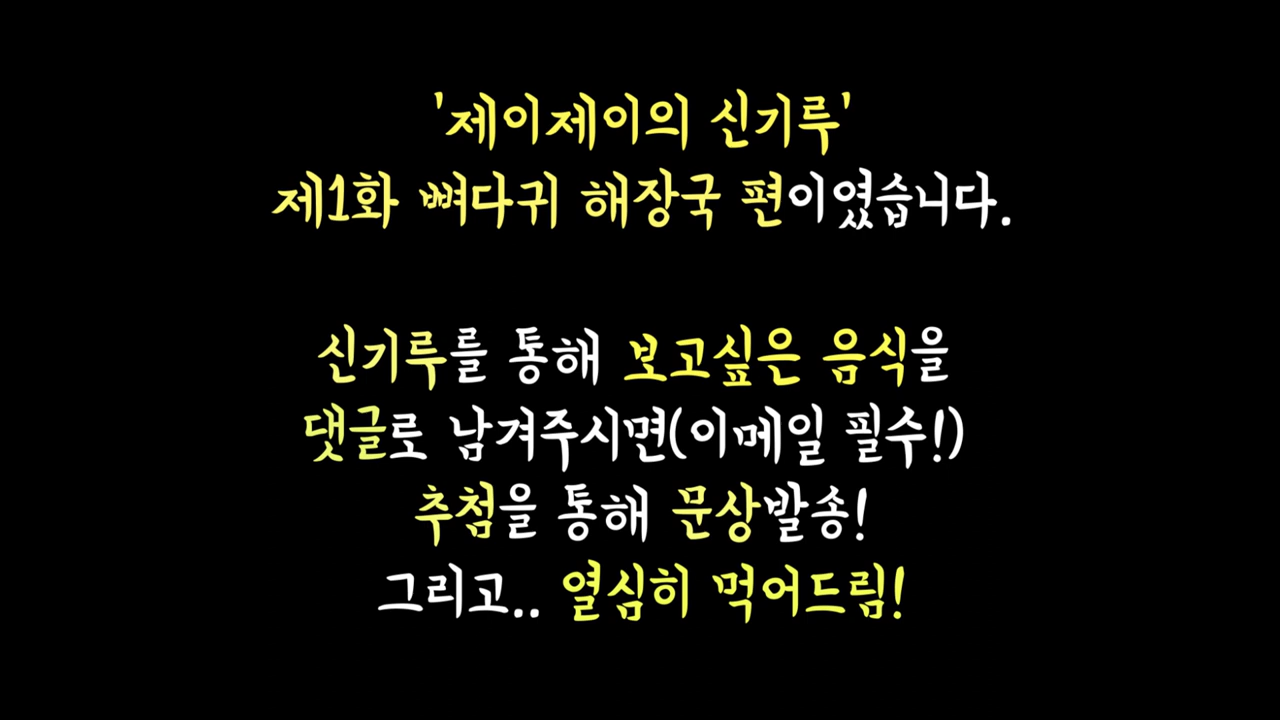 '제이제이의 신기루'
제1화 뼈다귀 해장국 편이였습니다.
신기루를 통해 보고싶은 음식을
댓글로 남겨주시면(이메일 필수!)
추첨을 통해 문상발송!
그리고.. 열심히 먹어드림!